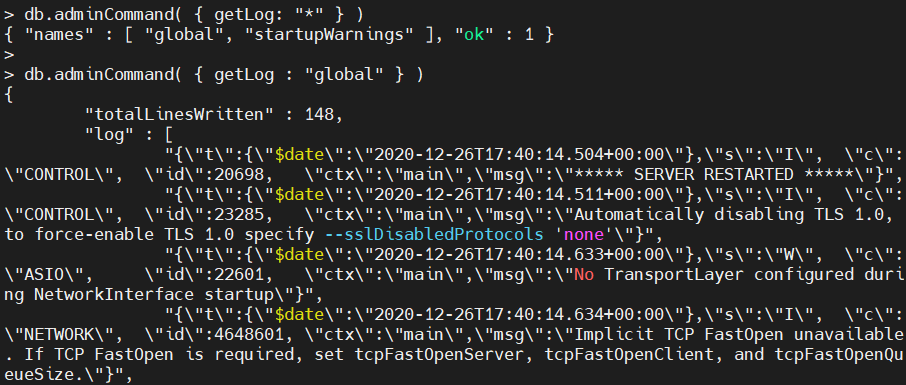 > db.adminCommand( { getLog: "*" } )
{ "names" : [ "global", "startupWarnings" ], "ok" : 1 }
>
> db.adminCommand( { getLog : "global" } )
{
        "totalLinesWritten" : 148,
        "log" : [
                "{\"t\":{\"$date\":\"2020-12-26T17:40:14.504+00:00\"},\"s\":\"I\",  \"c\":
\"CONTROL\",  \"id\":20698,   \"ctx\":\"main\",\"msg\":\"***** SERVER RESTARTED *****\"}",
                "{\"t\":{\"$date\":\"2020-12-26T17:40:14.511+00:00\"},\"s\":\"I\",  \"c\":
\"CONTROL\",  \"id\":23285,   \"ctx\":\"main\",\"msg\":\"Automatically disabling TLS 1.0,
to force-enable TLS 1.0 specify --sslDisabledProtocols 'none'\"}",
                "{\"t\":{\"$date\":\"2020-12-26T17:40:14.633+00:00\"},\"s\":\"W\",  \"c\":
\"ASIO\",     \"id\":22601,   \"ctx\":\"main\",\"msg\":\"No TransportLayer configured duri
ng NetworkInterface startup\"}",
                "{\"t\":{\"$date\":\"2020-12-26T17:40:14.634+00:00\"},\"s\":\"I\",  \"c\":
\"NETWORK\",  \"id\":4648601, \"ctx\":\"main\",\"msg\":\"Implicit TCP FastOpen unavailable
. If TCP FastOpen is required, set tcpFastOpenServer, tcpFastOpenClient, and tcpFastOpenQu
eueSize.\"}",